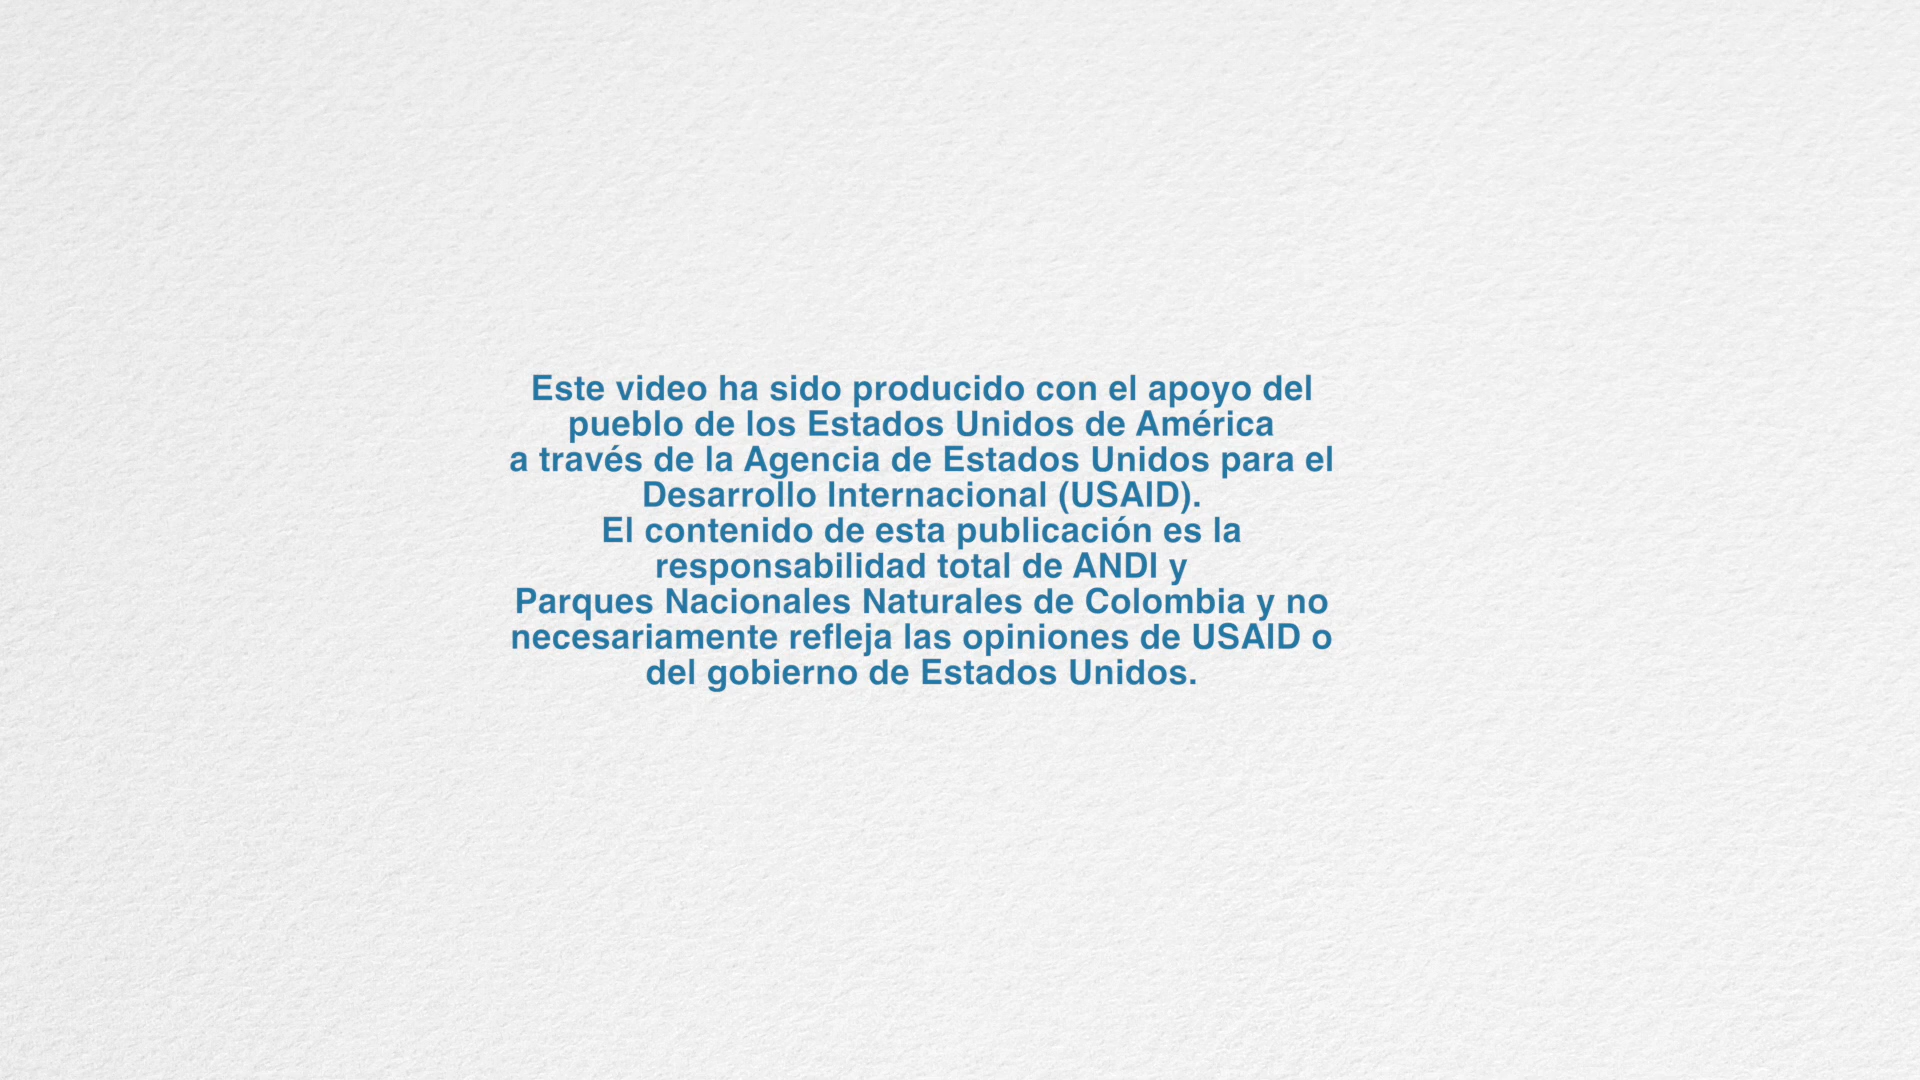 Este video ha sido producido con el apoyo del
pueblo de los Estados Unidos de América
a través de la Agencia de Estados Unidos para el
Desarrollo Internacional (USAID).
El contenido de esta publicación es la
responsabilidad total de ANDI y
Parques Nacionales Naturales de Colombia y no
necesariamente refleja las opiniones de USAID o
del gobierno de Estados Unidos.